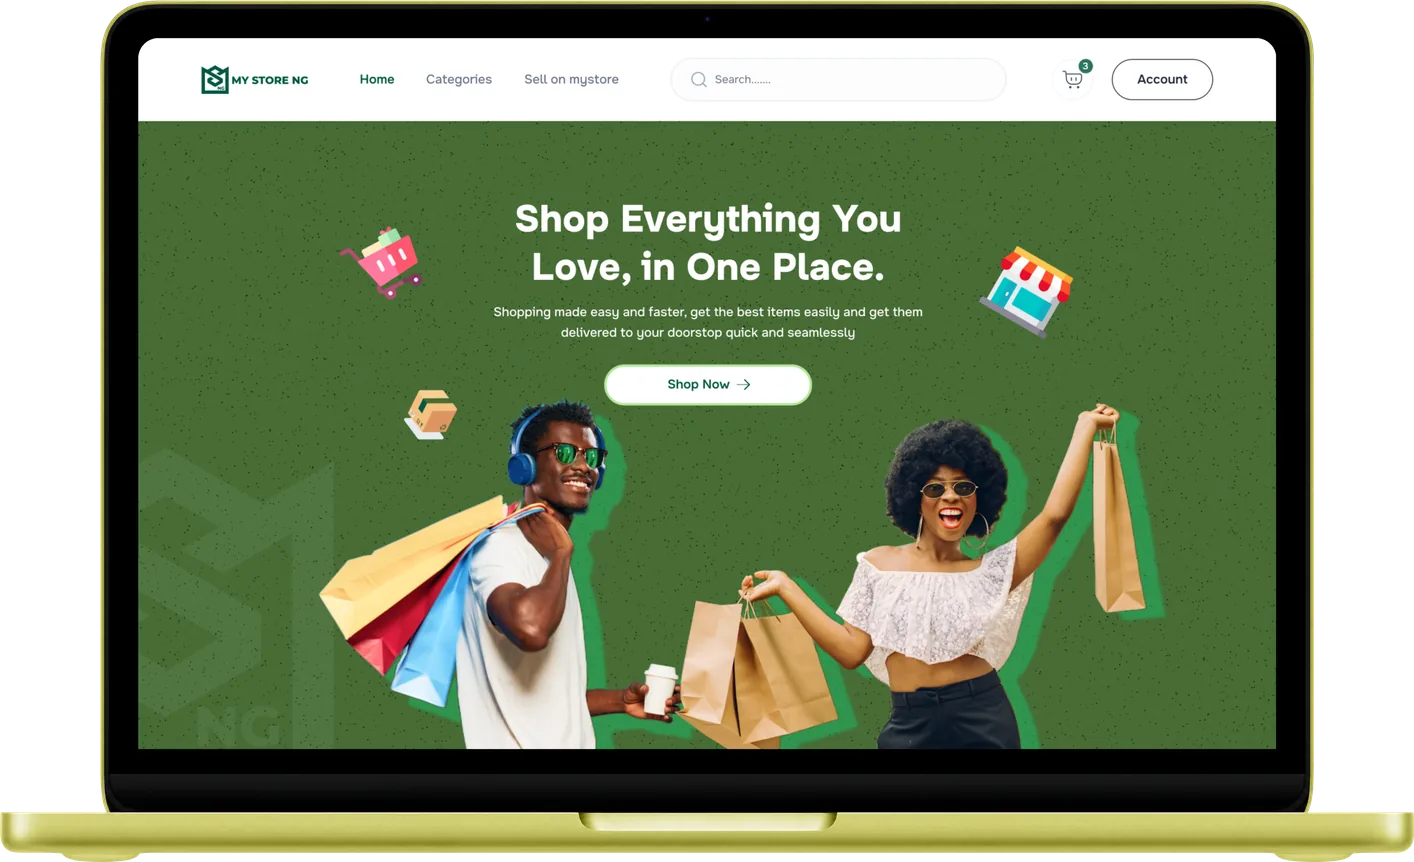 MY STORE NG
Home
Categories
Sell on mystore
Search.......
3
Account
Shop Everything You
Love, in One Place.
Shopping made easy and faster, get the best items easily and get them
delivered to your doorstop quick and seamlessly
Shop Now
NG